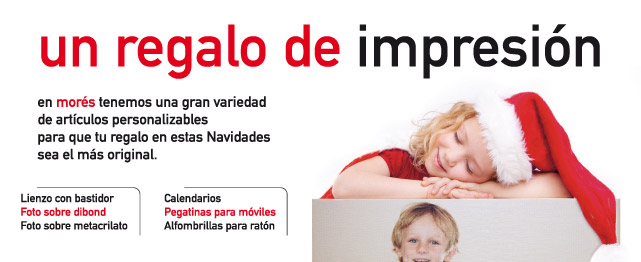 un regalo de impresión
en morés tenemos una gran variedad
de artículos personalizables
para que tu regalo en estas Navidades
sea el más original.
Lienzo con bastidor
Foto sobre dibond
Foto sobre metacrilato
Calendarios
Pegatinas para móviles
Alfombrillas para ratón